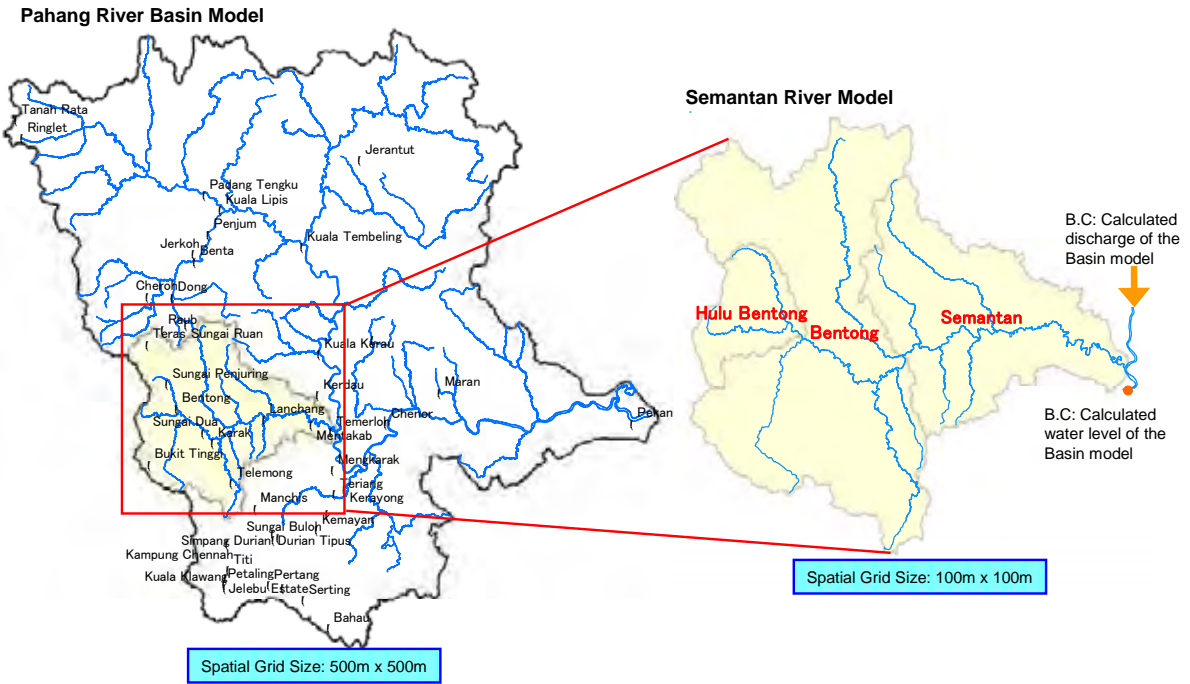 Pahang River Basin Model
Tanah Rata
Ringlet
Jerantut
Padang Tengku
Kuala Lipis
Penjum
Kuala Tembeling
Jerkoh
Benta
Cheroh
Dong
Raub
Teras Sungai Ruan
Kuala Kerau
Sungai Penjuring
Kerdau
Maran
Bentong
Lanchang
Temerloh
Chenor
Pekan
Sungai Dua
Karak
Mentakab
Bukit Tinggi
Mengkarak
Telemong
Teriang
Manchis
Kerayong
Kemayan
Sungai Buloh
Simpang Durian
Durian Tipus
Kampung Chennah
Titi
Kuala Klawang
Petaling
Pertang
Jelebu Estate
Serting
Bahau
Spatial Grid Size: 500m x 500m
Semantan River Model
B.C: Calculated
discharge of the
Basin model
Hulu Bentong
Bentong
Semantan
B.C: Calculated
water level of the
Basin model
Spatial Grid Size: 100m x 100m